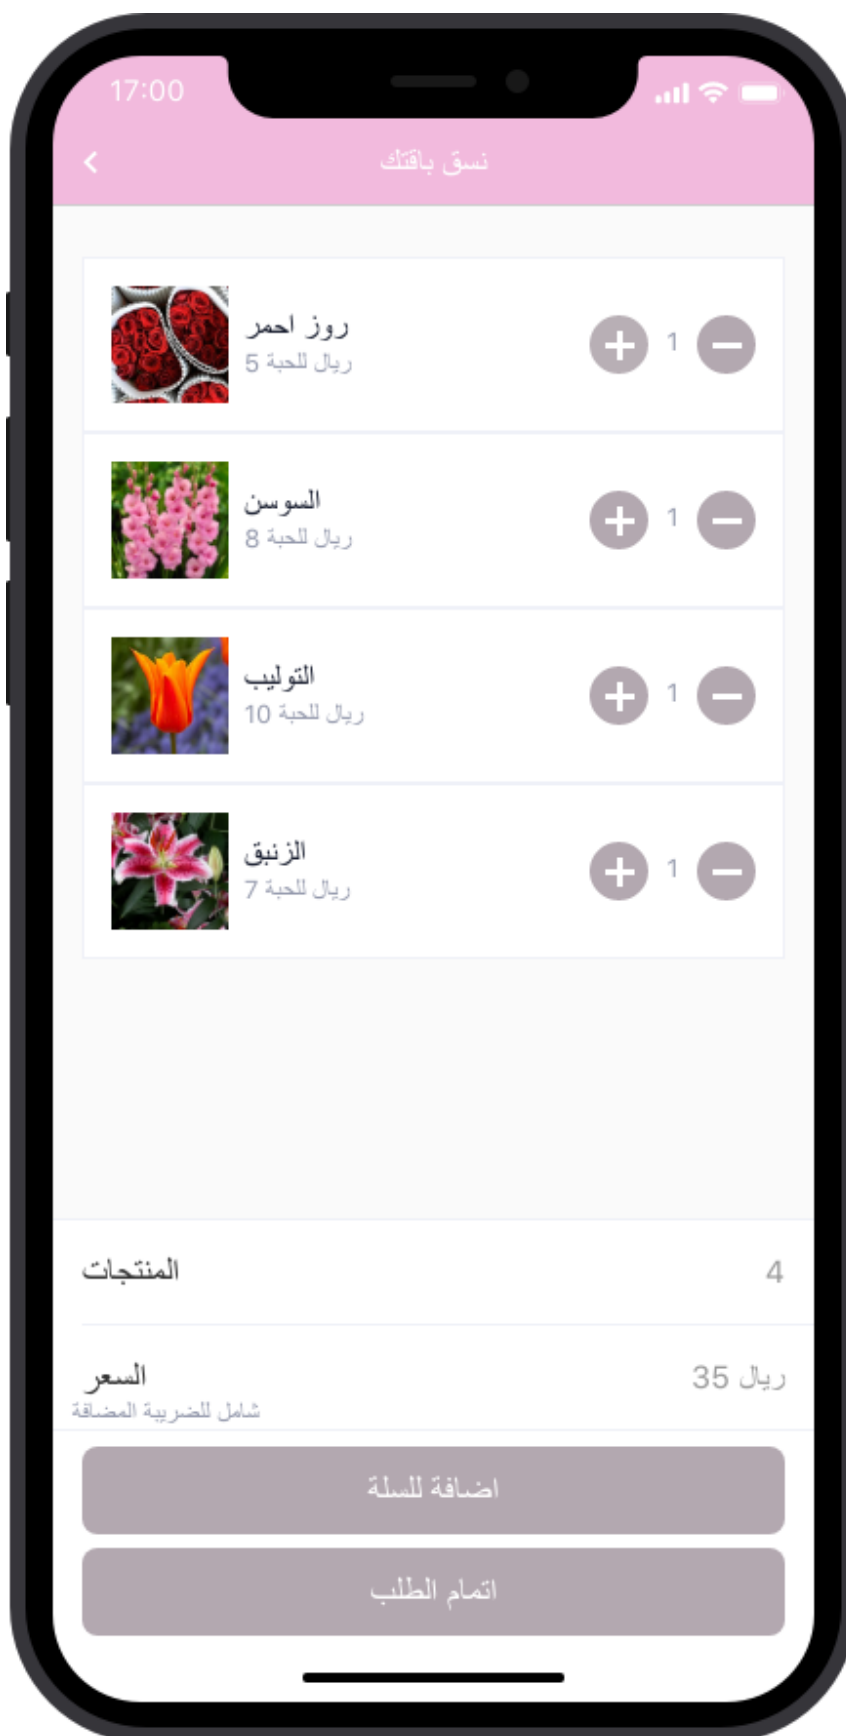 17:00
نسق باقتك
روز احمر
ريال للحبة 5
1
السوسن
ريال للحبة 8
1
التوليب
ريال للحبة 10
1
الزنبق
ريال للحبة 7
1
المنتجات
4
السعر
ريال 35
شامل للضريبة المضافة
اضافة للسلة
اتمام الطلب